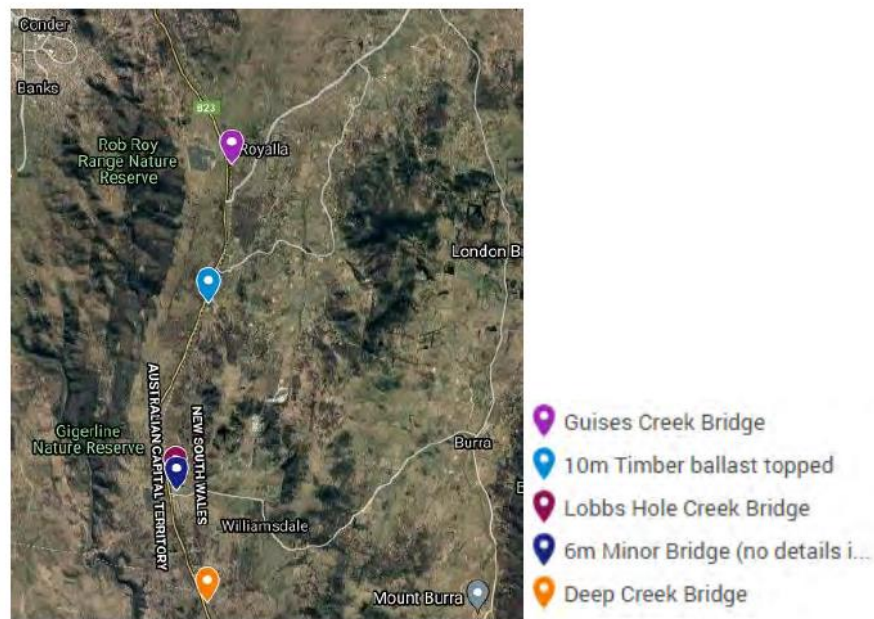 Conder
Banks
B23
Rob Roy
Range Nature
Reserve
Royalla
London B
AUSTRALIAN CAPITAL TERRITORY
NEW SOUTH WALES
Gigerline
Nature Reserve
Burra
Williamsdale
Mount Burra
Guises Creek Bridge
10m Timber ballast topped
Lobbs Hole Creek Bridge
6m Minor Bridge (no details i...
Deep Creek Bridge